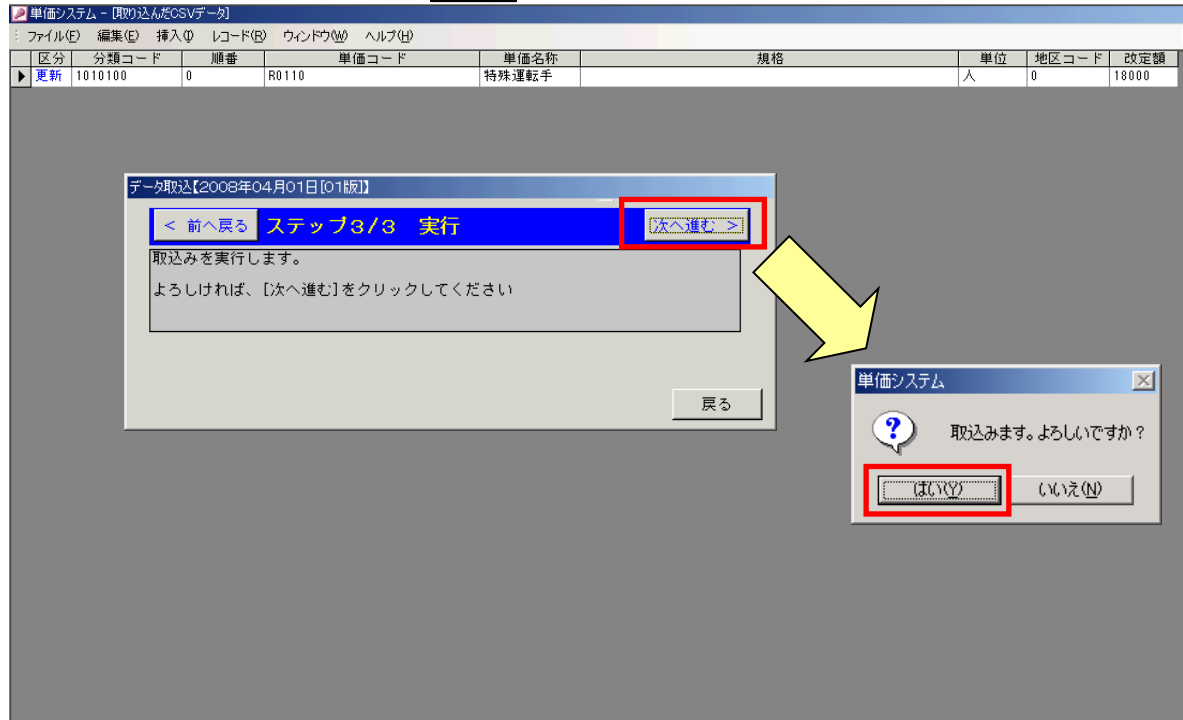 単価システム - [取り込んだCSVデータ]
ファイル(F) 編集(E) 挿入(I) レコード(R) ウィンドウ(W) ヘルプ(H)
区分 分類コード 順番 単価コード 単価名称 規格 単位 地区コード 改定額
更新 1010100 0 R0110 特殊運転手 人 0 18000
データ取込【2008年04月01日[01版]】
< 前へ戻る ステップ3/3 実行 次へ進む >
取込みを実行します。
よろしければ、[次へ進む]をクリックしてください
戻る
単価システム
取込みます。よろしいですか？
はい(Y) いいえ(N)